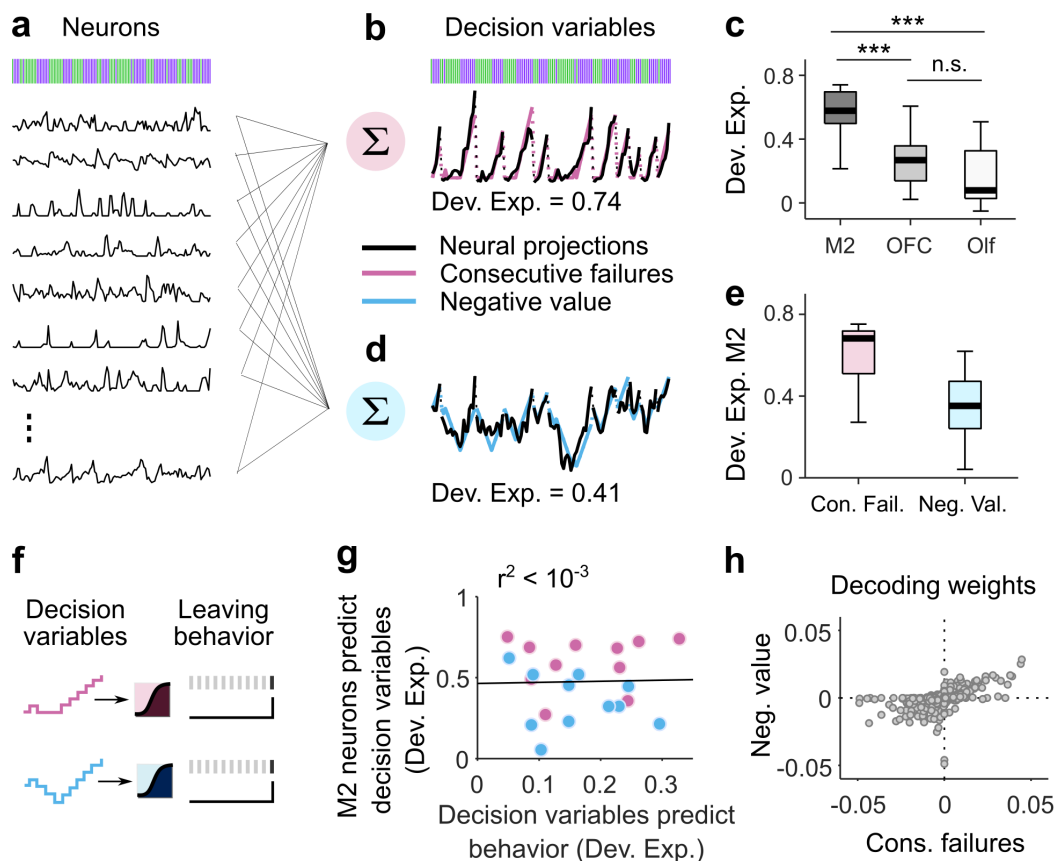 a
Neurons
b
Decision variables
Σ
Dev. Exp. = 0.74
Neural projections
Consecutive failures
Negative value
d
Σ
Dev. Exp. = 0.41
c
***
***
n.s.
Dev. Exp.
0.8
0.4
0
M2
OFC
Olf
e
Dev. Exp. M2
0.8
0.4
0
Con. Fail.
Neg. Val.
f
Decision
variables
Leaving
behavior
g
r² < 10⁻³
M2 neurons predict
decision variables
(Dev. Exp.)
1
0.5
0
0
0.1
0.2
0.3
Decision variables predict
behavior (Dev. Exp.)
h
Decoding weights
Neg. value
0.05
0
-0.05
-0.05
0
0.05
Cons. failures